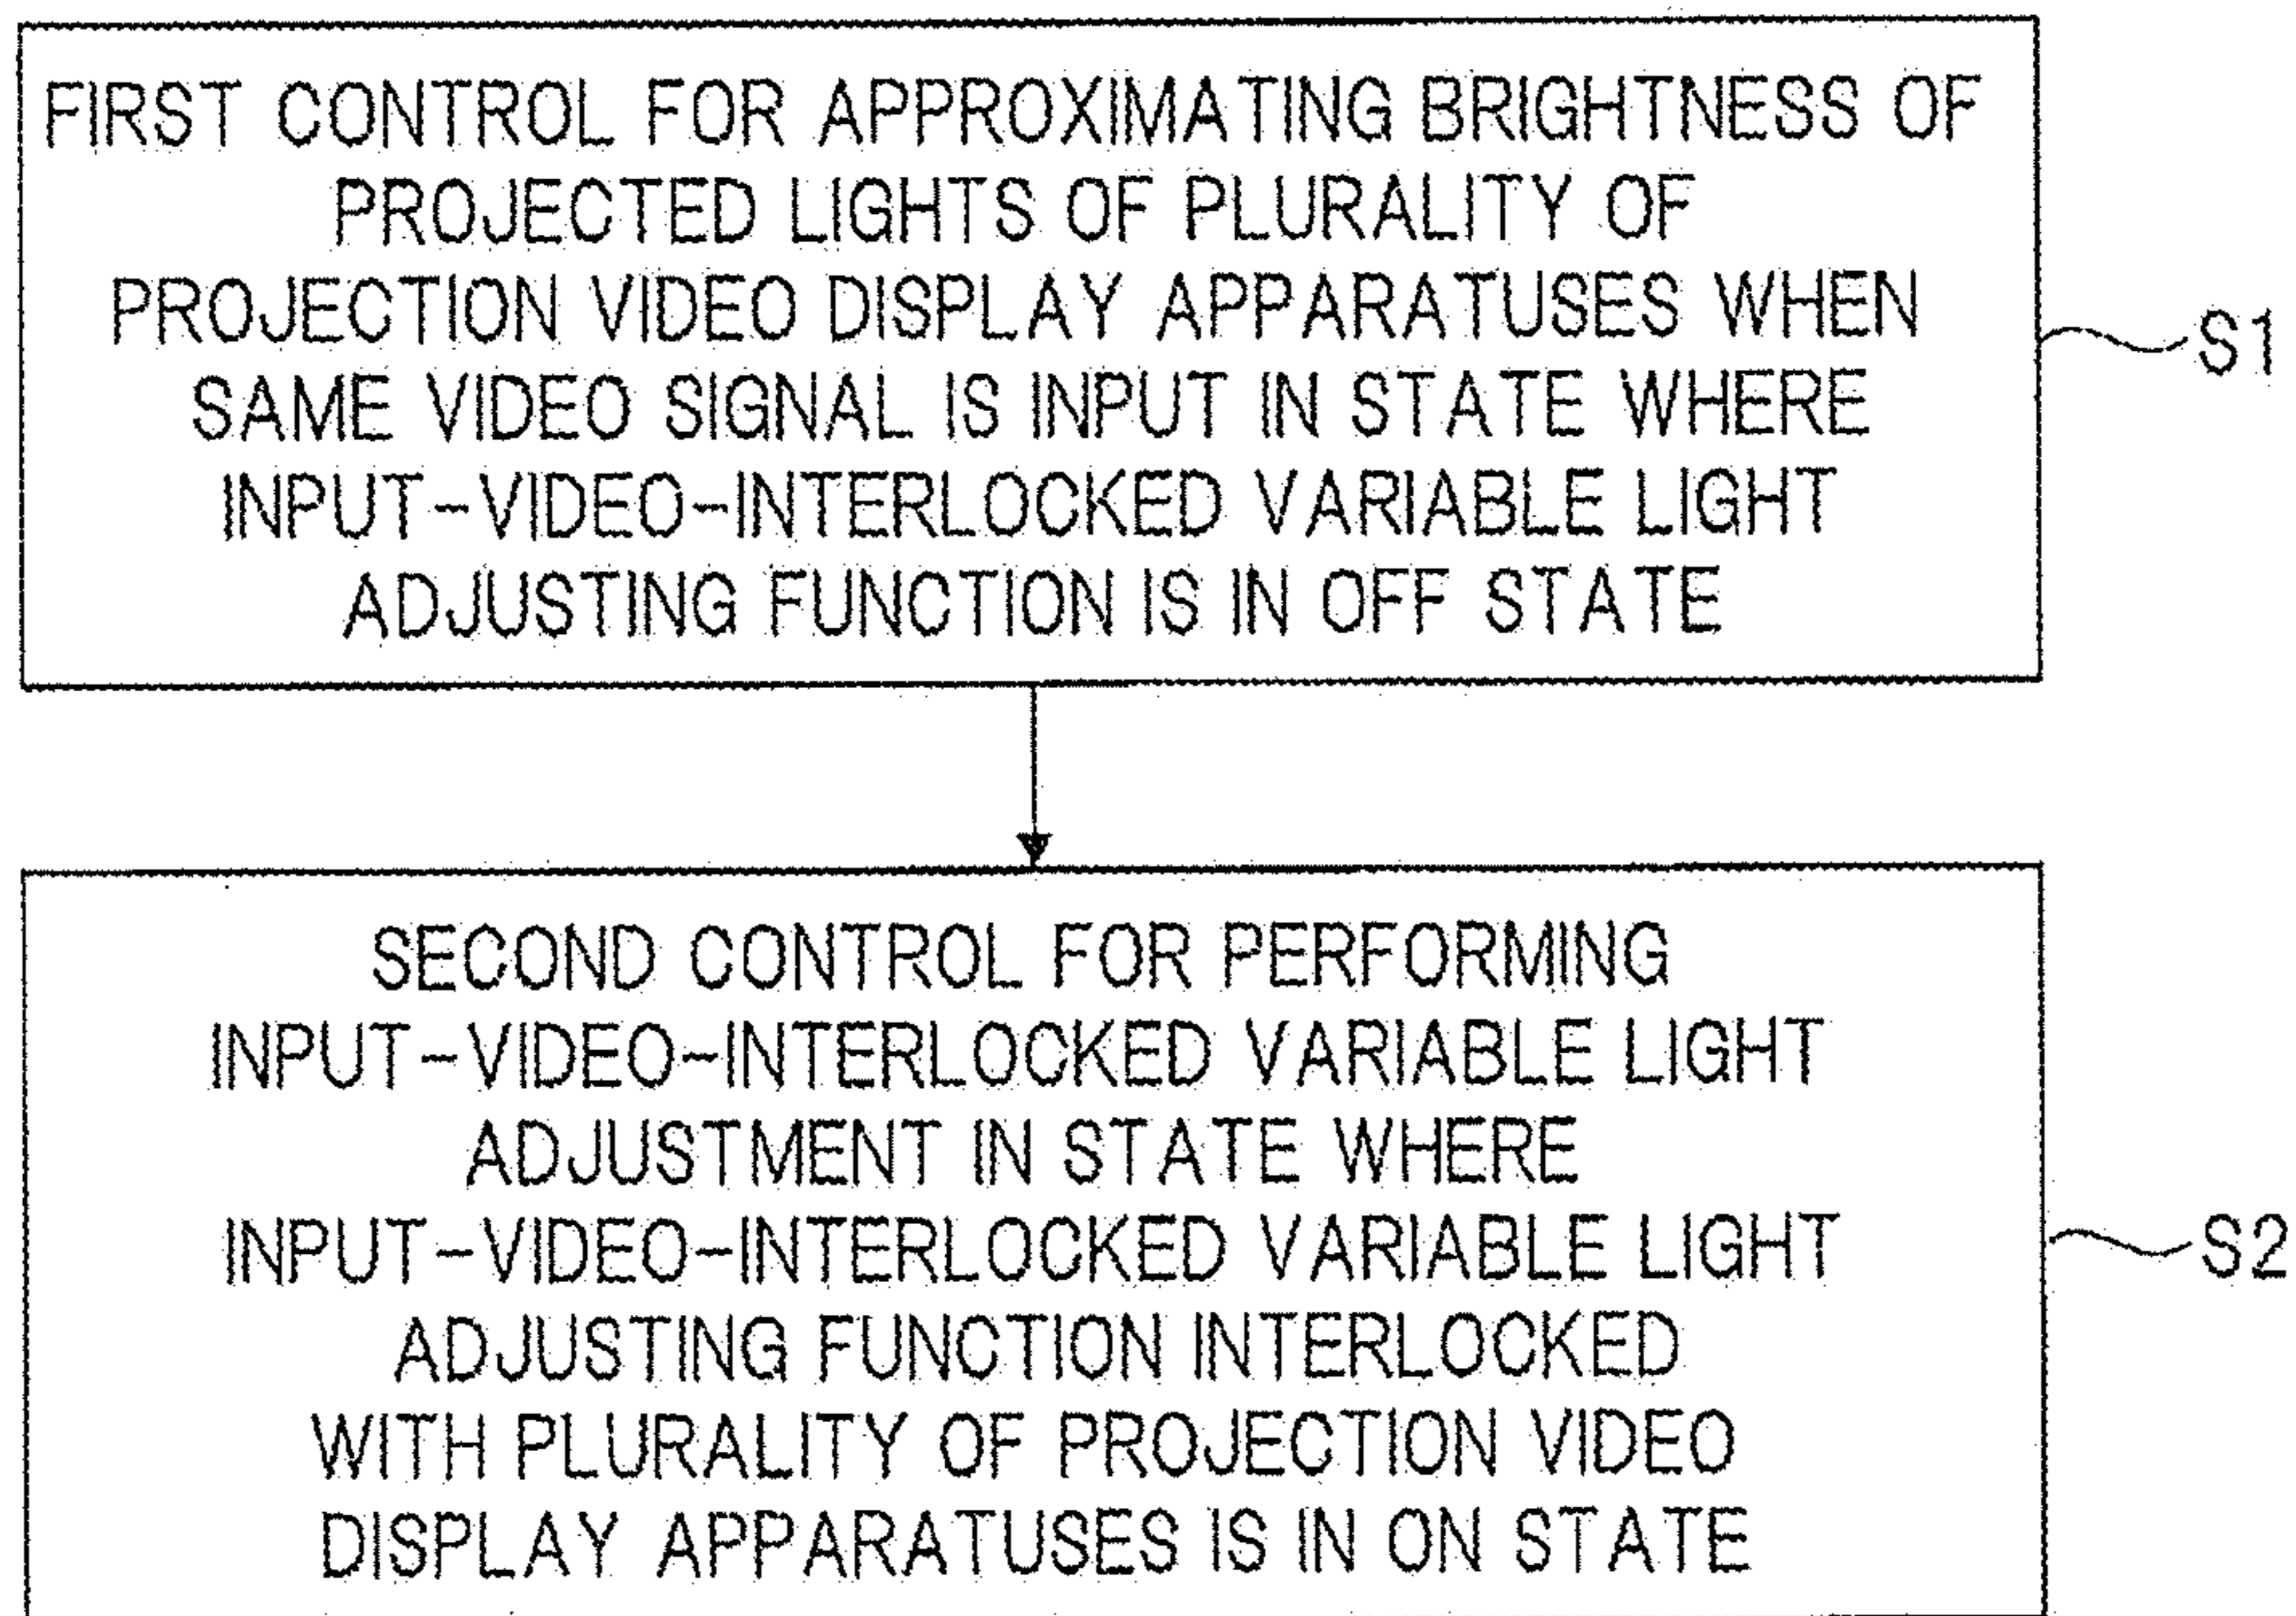 FIRST CONTROL FOR APPROXIMATING BRIGHTNESS OF
PROJECTED LIGHTS OF PLURALITY OF
PROJECTION VIDEO DISPLAY APPARATUSES WHEN
SAME VIDEO SIGNAL IS INPUT IN STATE WHERE
INPUT-VIDEO-INTERLOCKED VARIABLE LIGHT
ADJUSTING FUNCTION IS IN OFF STATE
S1
SECOND CONTROL FOR PERFORMING
INPUT-VIDEO-INTERLOCKED VARIABLE LIGHT
ADJUSTMENT IN STATE WHERE
INPUT-VIDEO-INTERLOCKED VARIABLE LIGHT
ADJUSTING FUNCTION INTERLOCKED
WITH PLURALITY OF PROJECTION VIDEO
DISPLAY APPARATUSES IS IN ON STATE
S2